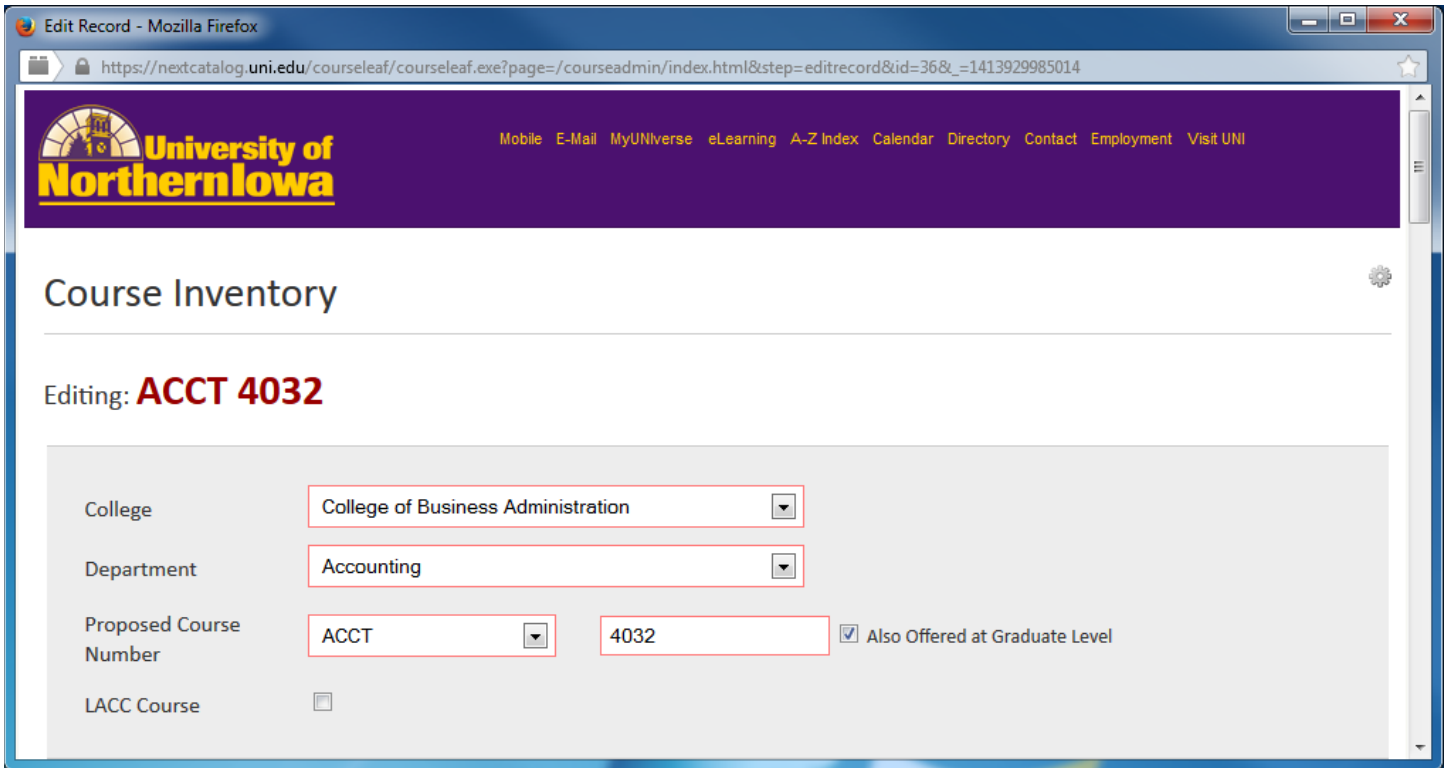 Edit Record - Mozilla Firefox
https://nextcatalog.uni.edu/courseleaf/courseleaf.exe?page=/courseadmin/index.html&step=editrecord&id=36&_=1413929985014
University of
Northern Iowa
Mobile E-Mail MyUNIverse eLearning A-Z Index Calendar Directory Contact Employment Visit UNI
Course Inventory
Editing: ACCT 4032
College College of Business Administration
Department Accounting
Proposed Course
Number ACCT 4032 Also Offered at Graduate Level
LACC Course